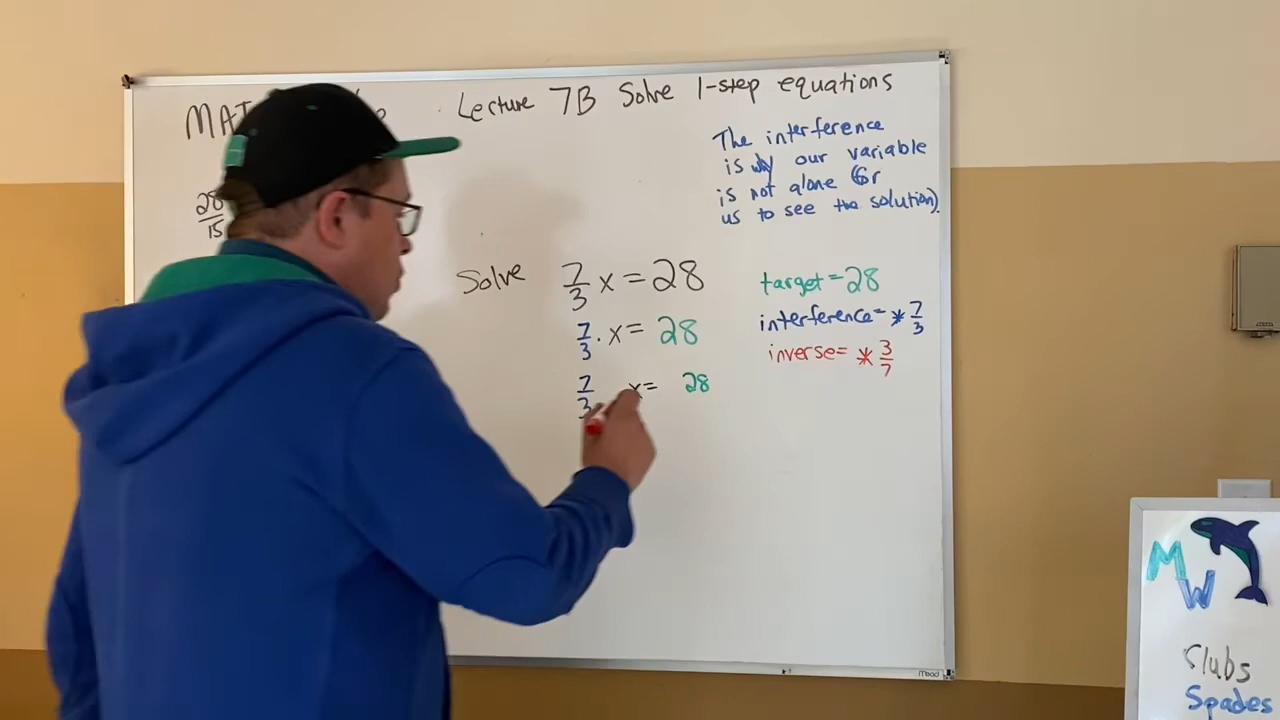 MAT
Lecture 7B Solve 1-step equations
The interference
is why our variable
is not alone (for
us to see the solution).
28/15
Solve 7/3 x = 28
7/3 · x = 28
7/3 x = 28
target = 28
interference = * 7/3
inverse = * 3/7
Mead
MW
Clubs
Spades